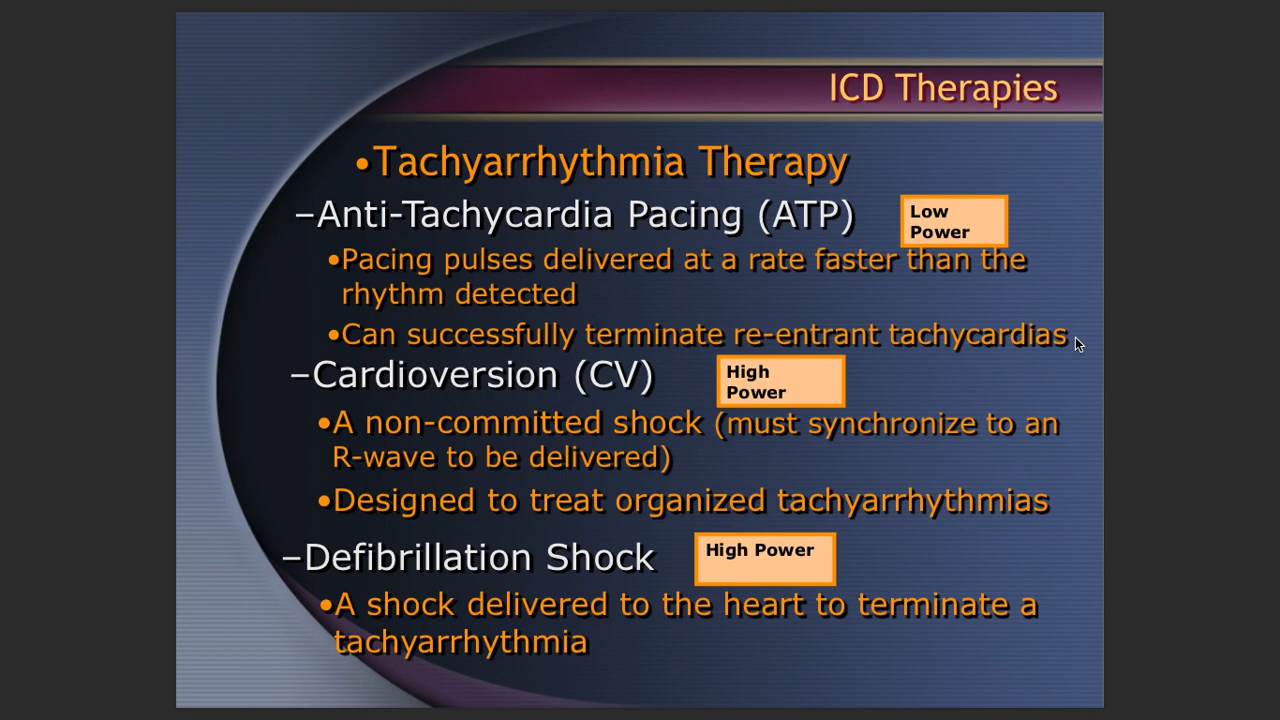 ICD Therapies
•Tachyarrhythmia Therapy
–Anti-Tachycardia Pacing (ATP)
Low
Power
•Pacing pulses delivered at a rate faster than the
rhythm detected
•Can successfully terminate re-entrant tachycardias
–Cardioversion (CV)
High
Power
•A non-committed shock (must synchronize to an
R-wave to be delivered)
•Designed to treat organized tachyarrhythmias
–Defibrillation Shock
High Power
•A shock delivered to the heart to terminate a
tachyarrhythmia